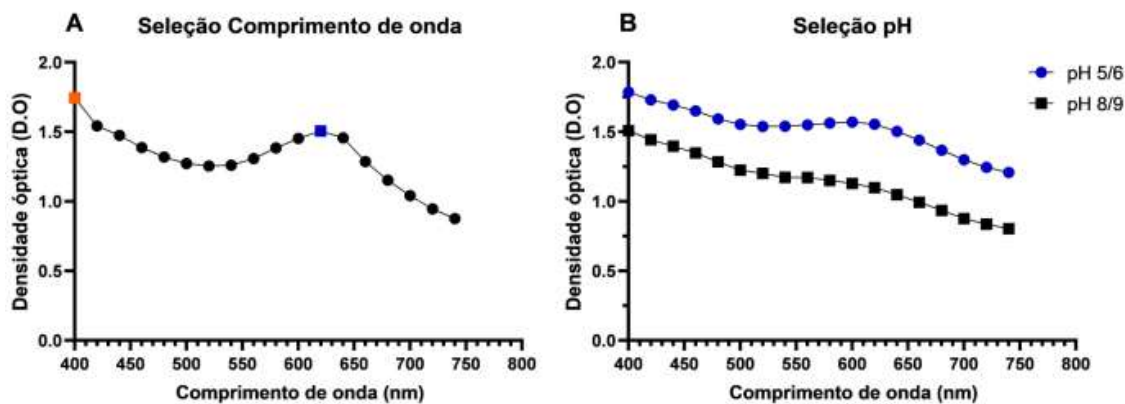 A Seleção Comprimento de onda
Densidade óptica (D.O)
2.0
1.5
1.0
0.5
0.0
400 450 500 550 600 650 700 750 800
Comprimento de onda (nm)
B Seleção pH
pH 5/6
pH 8/9
Densidade óptica (D.O)
2.0
1.5
1.0
0.5
0.0
400 450 500 550 600 650 700 750 800
Comprimento de onda (nm)